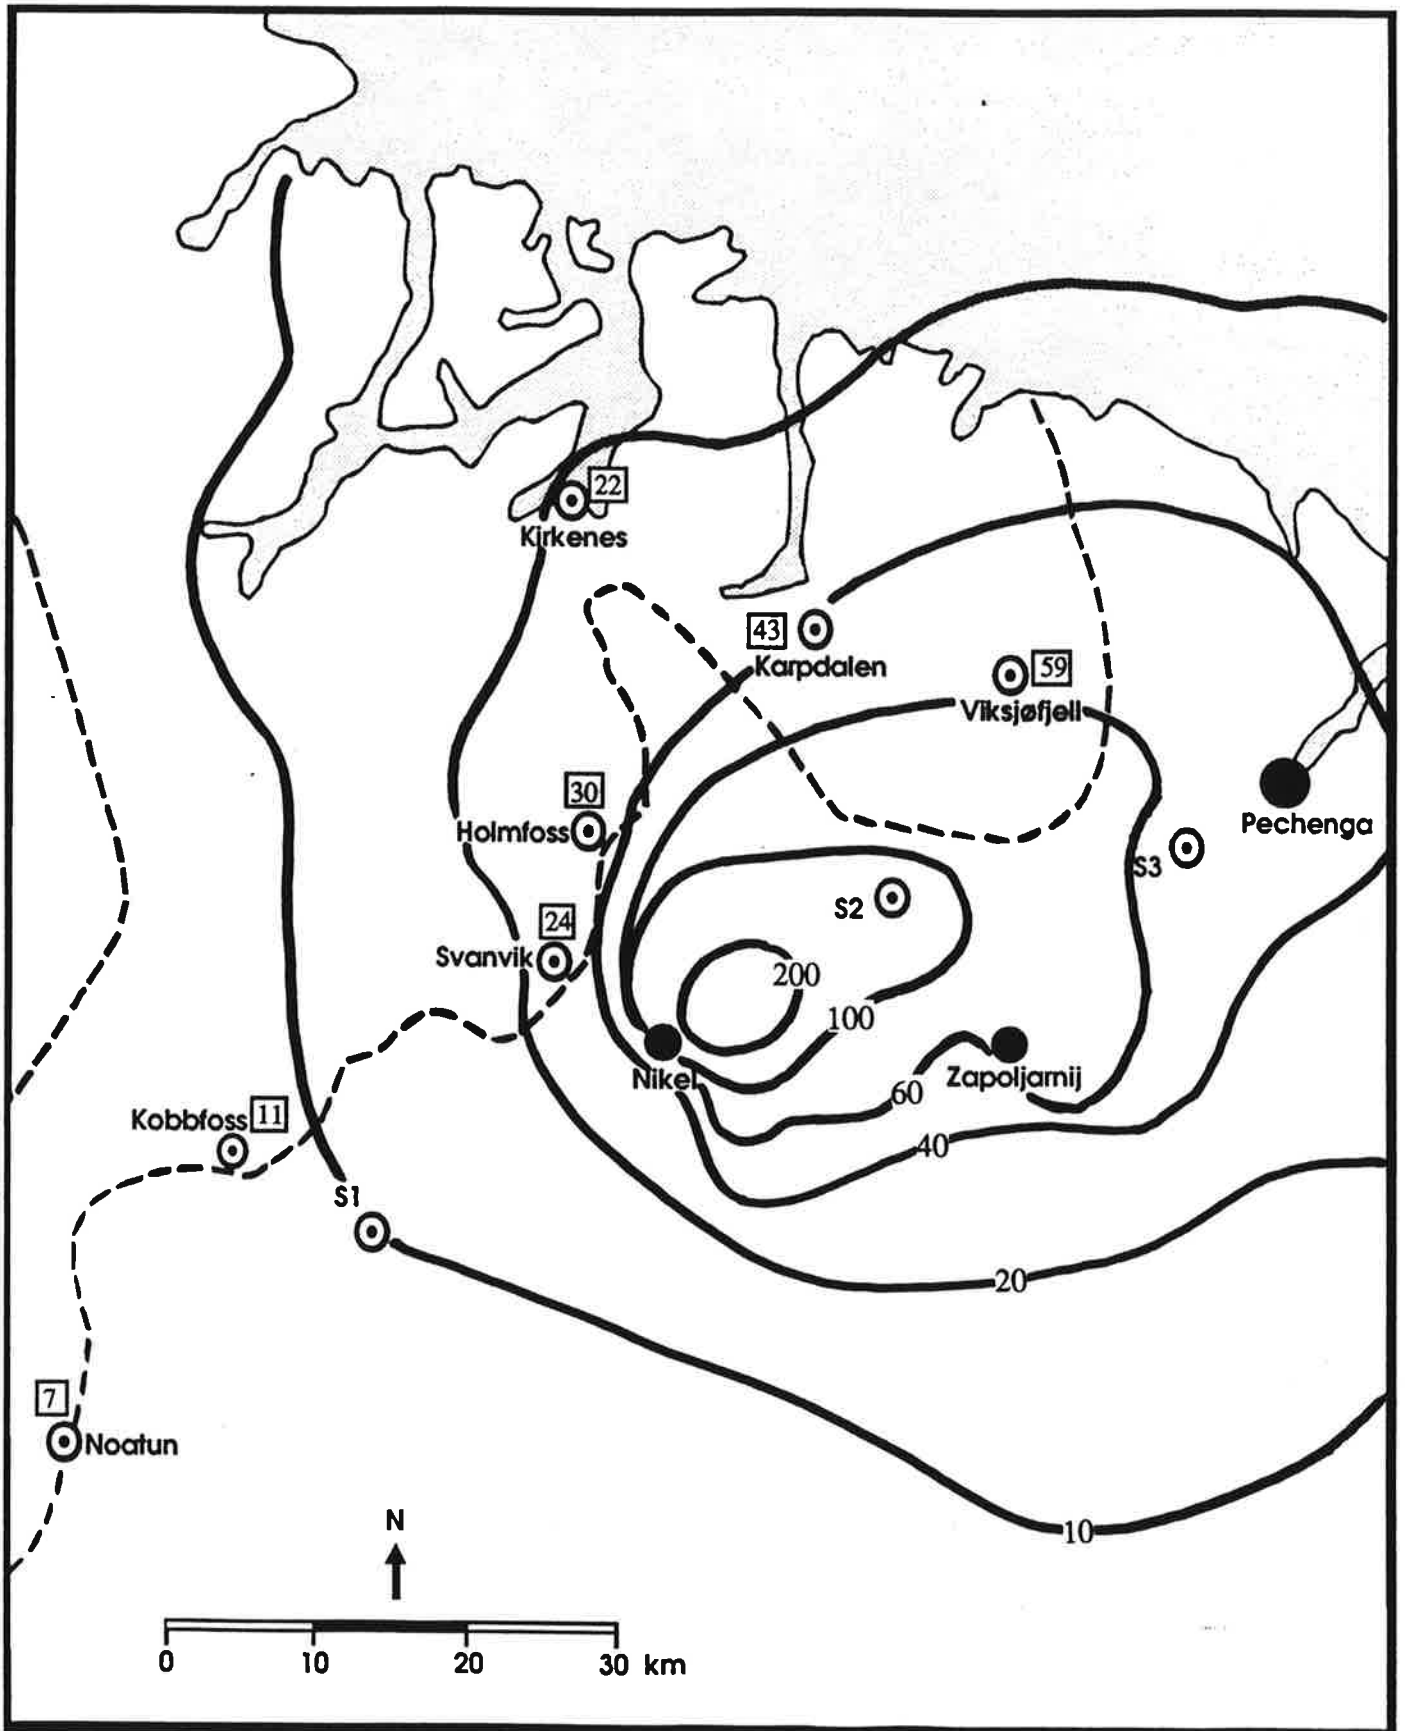 22
Kirkenes
43
Karpdalen
59
Viksjøfjell
30
Holmfoss
Pechenga
S3
S2
24
Svanvik
200
100
Nikel
Zapoljarnij
60
Kobbfoss
11
40
S1
20
7
Noatun
N
10
0 10 20 30 km